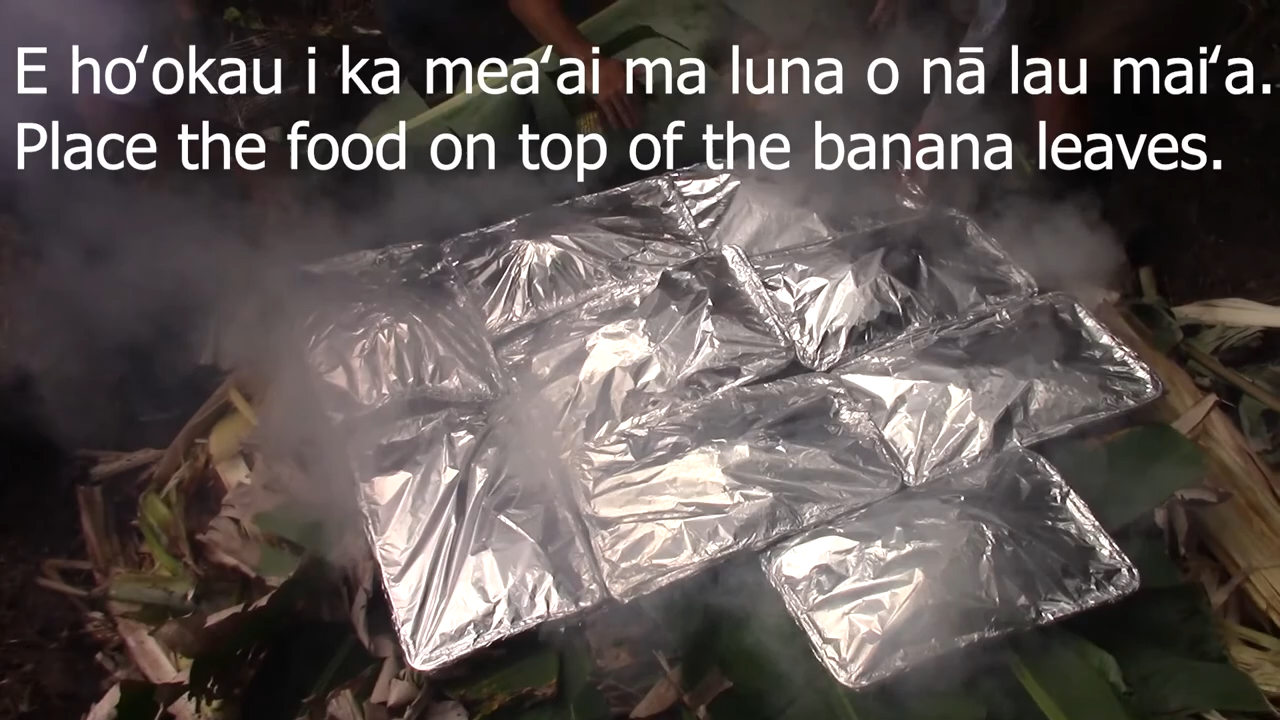 E hoʻokau i ka meaʻai ma luna o nā lau maiʻa.
Place the food on top of the banana leaves.